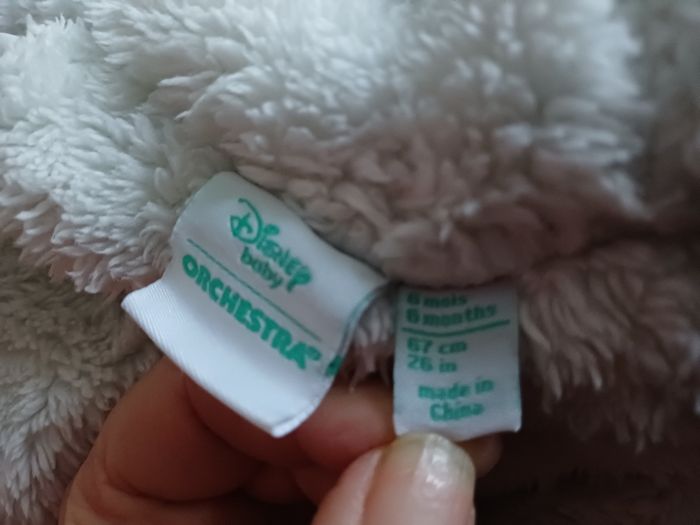 Disney
baby
ORCHESTRA
6 mois
6 months
67 cm
26 in
made in
China